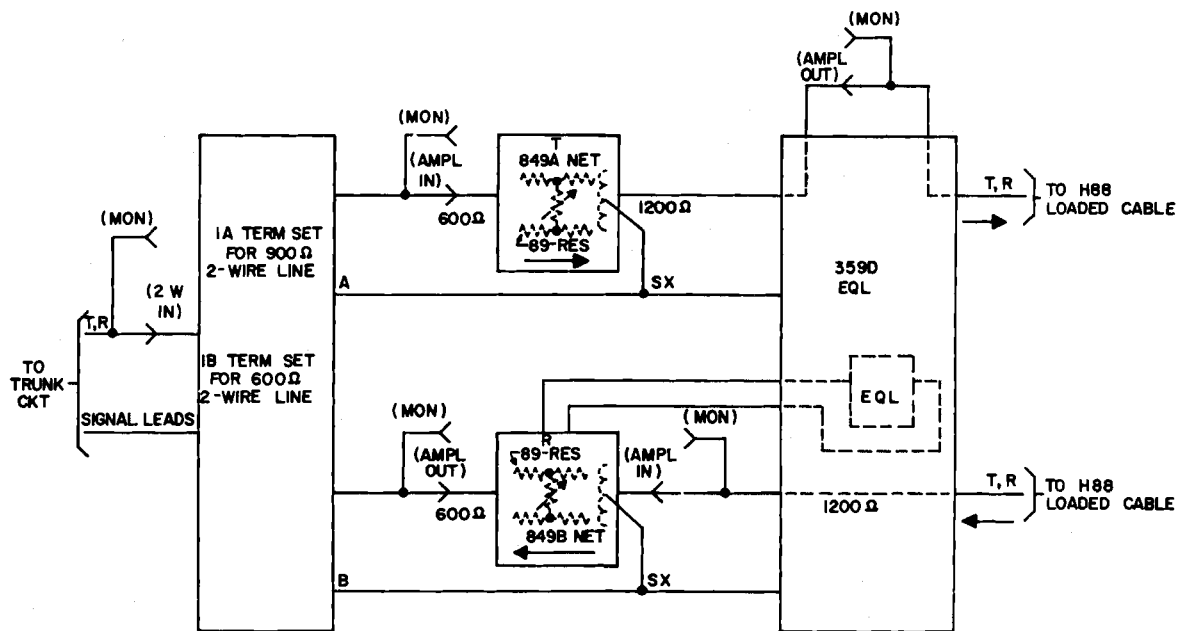 (MON)
(AMPL
OUT)
(MON)
(AMPL
IN)
T
849A NET
600Ω
89-RES
1200Ω
T, R
TO H88
LOADED CABLE
(MON)
(2 W
IN)
T,R
TO
TRUNK
CKT
SIGNAL LEADS
1A TERM SET
FOR 900Ω
2-WIRE LINE
1B TERM SET
FOR 600Ω
2-WIRE LINE
A
SX
359D
EQL
EQL
(MON)
(AMPL
OUT)
600Ω
R
89-RES
849B NET
(MON)
(AMPL
IN)
1200Ω
T, R
TO H88
LOADED CABLE
B
SX